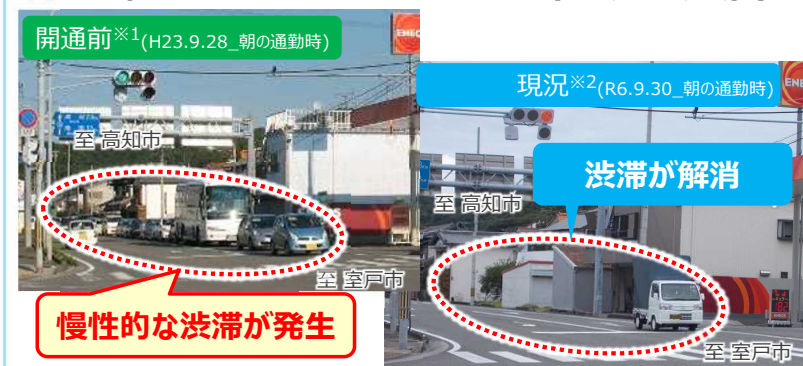 開通前※1(H23.9.28_朝の通勤時)
至 高知市
至 室戸市
慢性的な渋滞が発生
現況※2(R6.9.30_朝の通勤時)
渋滞が解消
至 高知市
至 室戸市